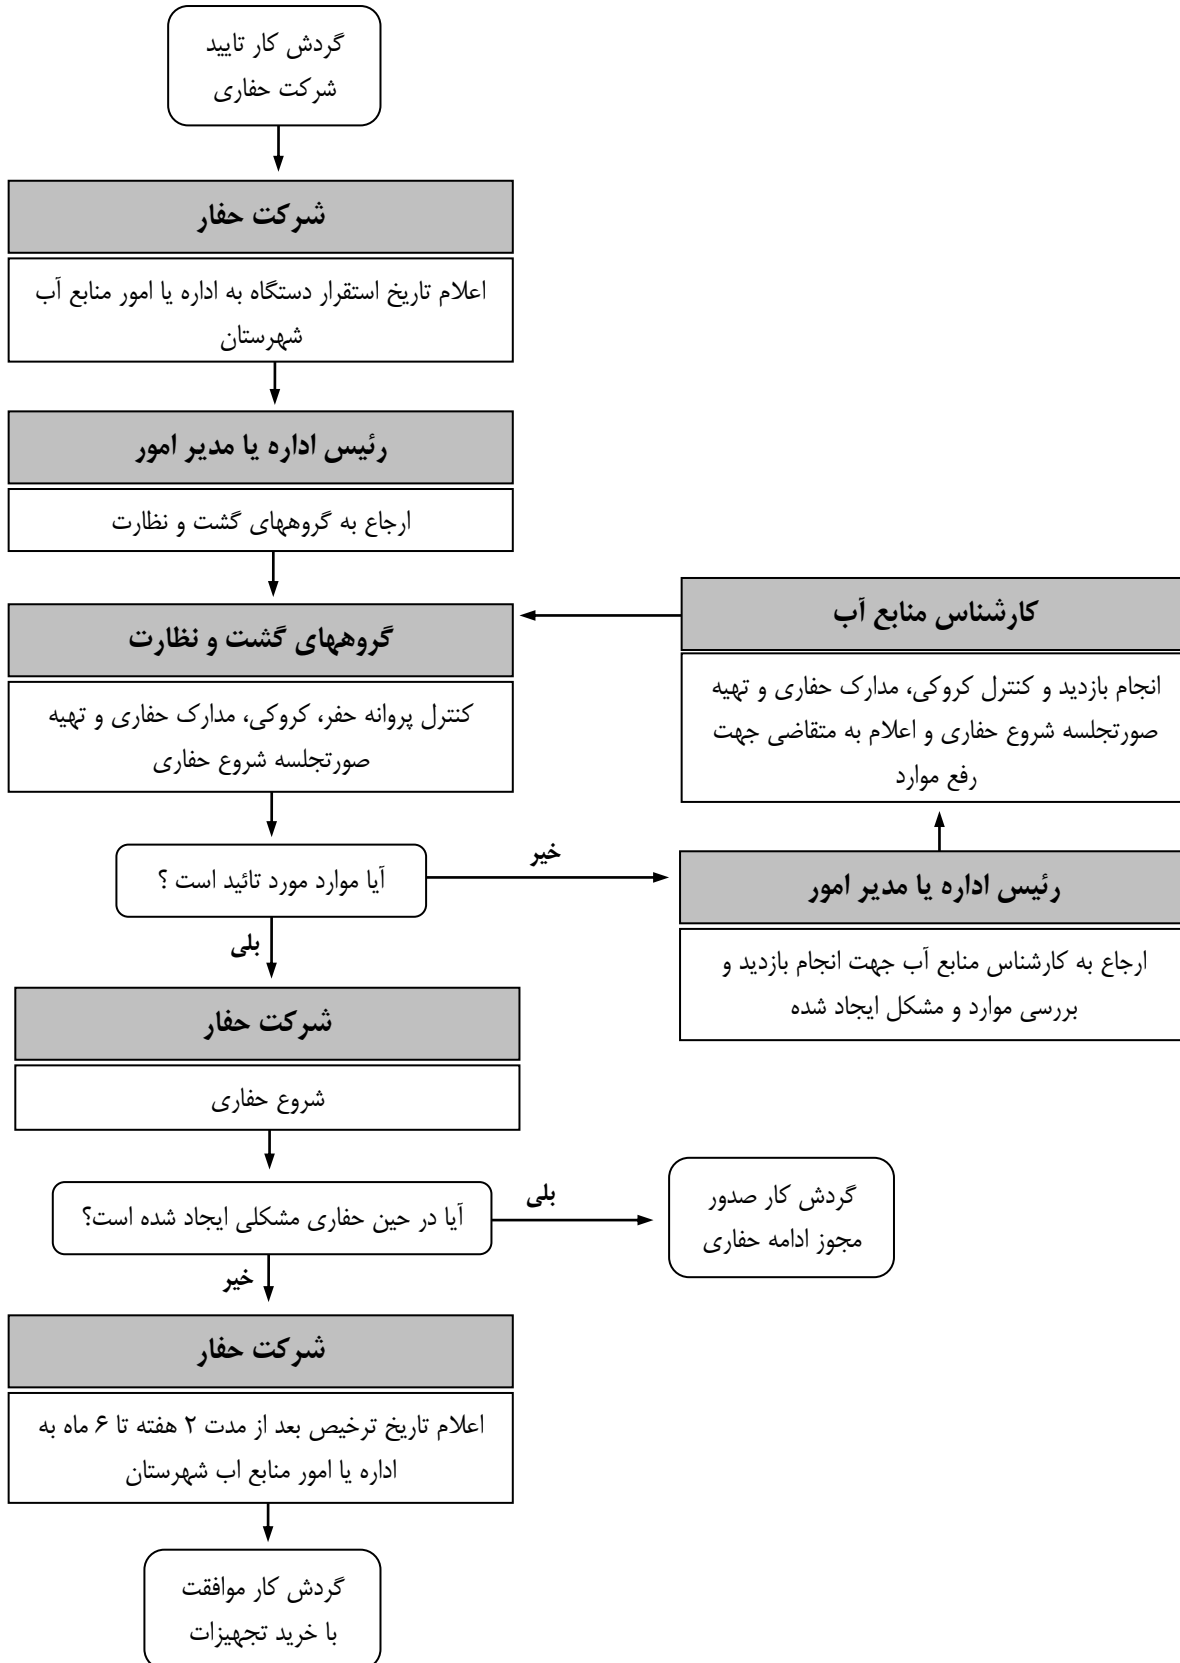 گردش کار تایید
شرکت حفاری
شرکت حفار
اعلام تاریخ استقرار دستگاه به اداره یا امور منابع آب
شهرستان
رئیس اداره یا مدیر امور
ارجاع به گروههای گشت و نظارت
گروههای گشت و نظارت
کنترل پروانه حفر، کروکی، مدارک حفاری و تهیه
صورتجلسه شروع حفاری
آیا موارد مورد تائید است ؟
خیر
رئیس اداره یا مدیر امور
ارجاع به کارشناس منابع آب جهت انجام بازدید و
بررسی موارد و مشکل ایجاد شده
کارشناس منابع آب
انجام بازدید و کنترل کروکی، مدارک حفاری و تهیه
صورتجلسه شروع حفاری و اعلام به متقاضی جهت
رفع موارد
بلی
شرکت حفار
شروع حفاری
آیا در حین حفاری مشکلی ایجاد شده است؟
بلی
گردش کار صدور
مجوز ادامه حفاری
خیر
شرکت حفار
اعلام تاریخ ترخیص بعد از مدت ۲ هفته تا ۶ ماه به
اداره یا امور منابع اب شهرستان
گردش کار موافقت
با خرید تجهیزات